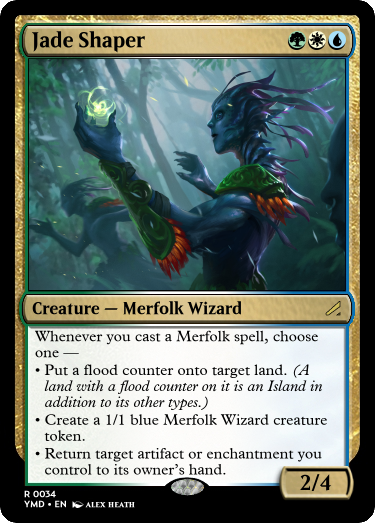 Jade Shaper
Creature — Merfolk Wizard
Whenever you cast a Merfolk spell, choose
one —
• Put a flood counter onto target land. (A
land with a flood counter on it is an Island in
addition to its other types.)
• Create a 1/1 blue Merfolk Wizard creature
token.
• Return target artifact or enchantment you
control to its owner's hand.
2/4
R 0034
YMD • EN ALEX HEATH